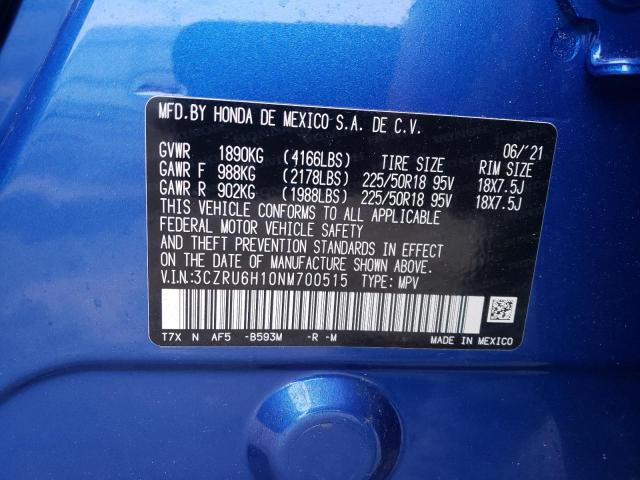 MFD.BY HONDA DE MEXICO S.A. DE C.V.
GVWR 1890KG (4166LBS) TIRE SIZE 06/'21 RIM SIZE
GAWR F 988KG (2178LBS) 225/50R18 95V 18X7.5J
GAWR R 902KG (1988LBS) 225/50R18 95V 18X7.5J
THIS VEHICLE CONFORMS TO ALL APPLICABLE
FEDERAL MOTOR VEHICLE SAFETY
AND THEFT PREVENTION STANDARDS IN EFFECT
ON THE DATE OF MANUFACTURE SHOWN ABOVE.
V.I.N.:3CZRU6H10NM700515 TYPE: MPV
T7X N AF5 -B593M -R -M MADE IN MEXICO